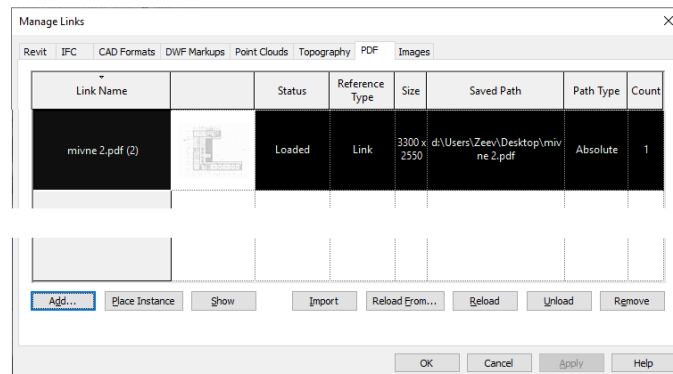 Manage Links
Revit IFC CAD Formats DWF Markups Point Clouds Topography PDF Images
Link Name Status Reference Type Size Saved Path Path Type Count
mivne 2.pdf (2) Loaded Link 3300 x 2550 d:\Users\Zeev\Desktop\mivne 2.pdf Absolute 1
Add... Place Instance Show Import Reload From... Reload Unload Remove
OK Cancel Apply Help